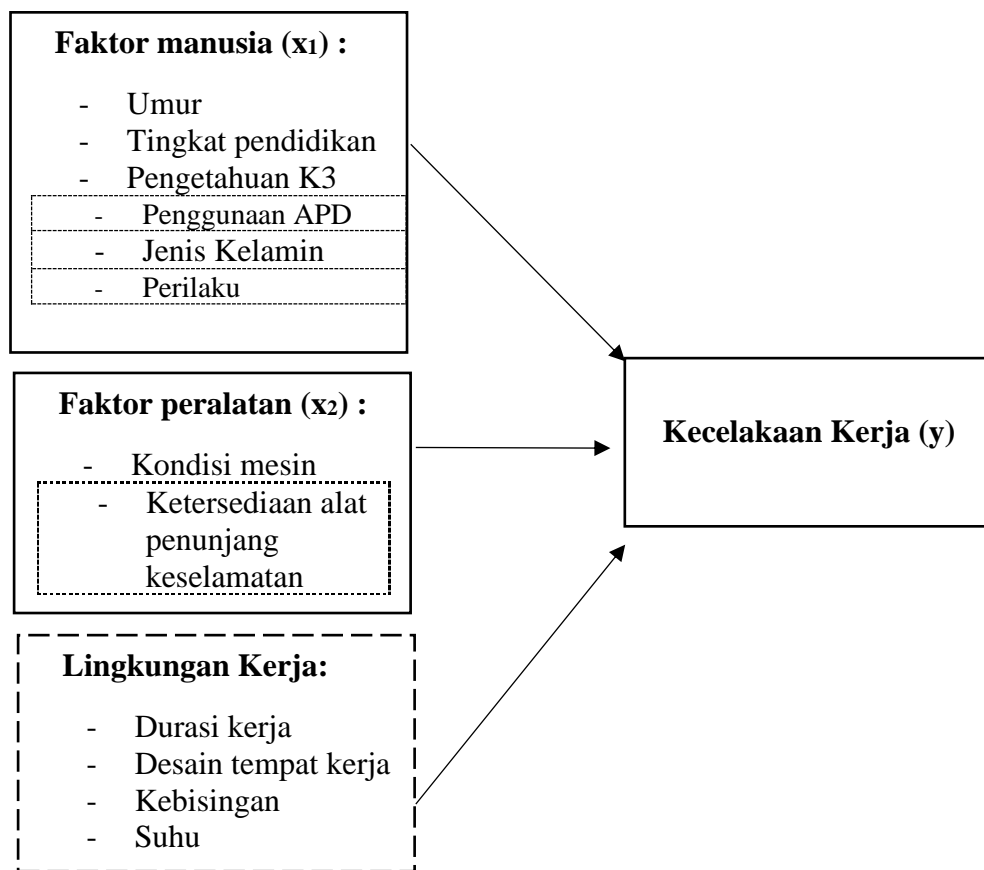 Faktor manusia (x1) :
- Umur
- Tingkat pendidikan
- Pengetahuan K3
- Penggunaan APD
- Jenis Kelamin
- Perilaku
Faktor peralatan (x2) :
- Kondisi mesin
- Ketersediaan alat
penunjang
keselamatan
Lingkungan Kerja:
- Durasi kerja
- Desain tempat kerja
- Kebisingan
- Suhu
Kecelakaan Kerja (y)